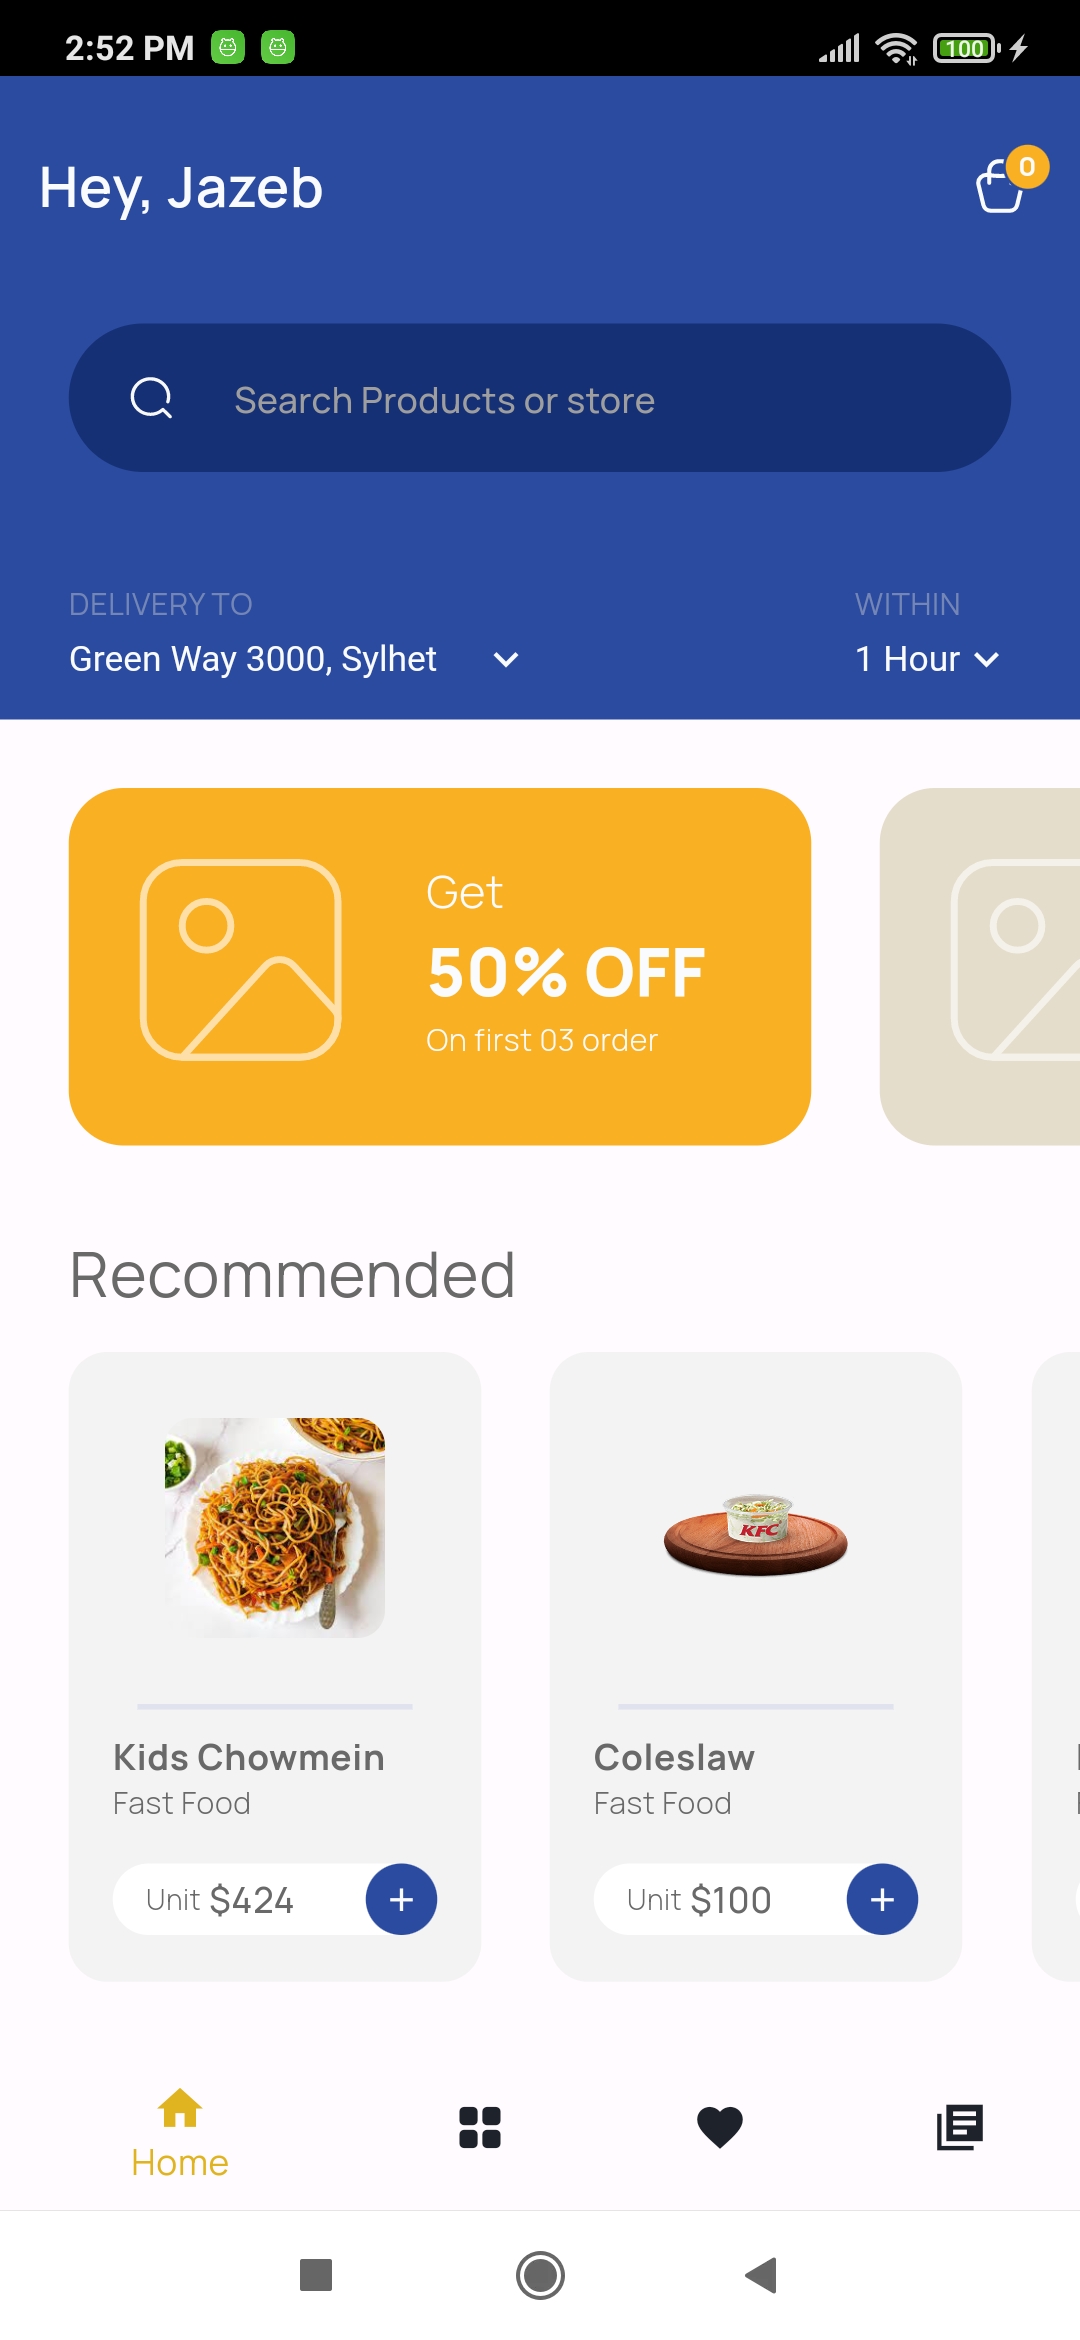 2:52 PM
100
Hey, Jazeb
0
Search Products or store
DELIVERY TO
WITHIN
Green Way 3000, Sylhet
1 Hour
Get
50% OFF
On first 03 order
Recommended
KFC
Kids Chowmein
Fast Food
Unit $424
Coleslaw
Fast Food
Unit $100
Home